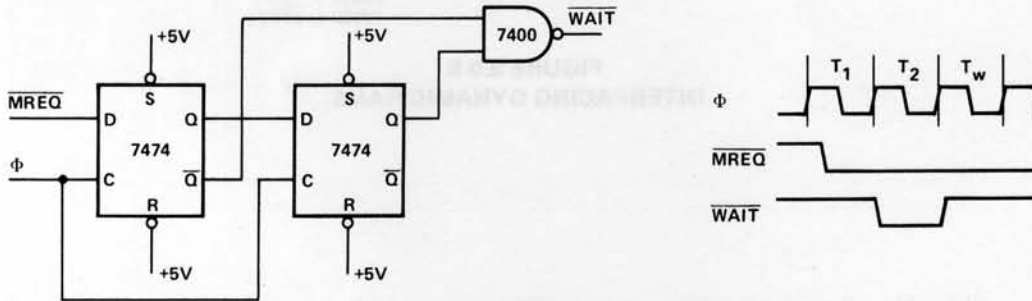 WAIT
7400
+5V
+5V
T1 T2 Tw
Φ
MREQ
S
S
D
Q
D
Q
7474
7474
Φ
C
Q
C
Q
MREQ
R
R
WAIT
+5V
+5V